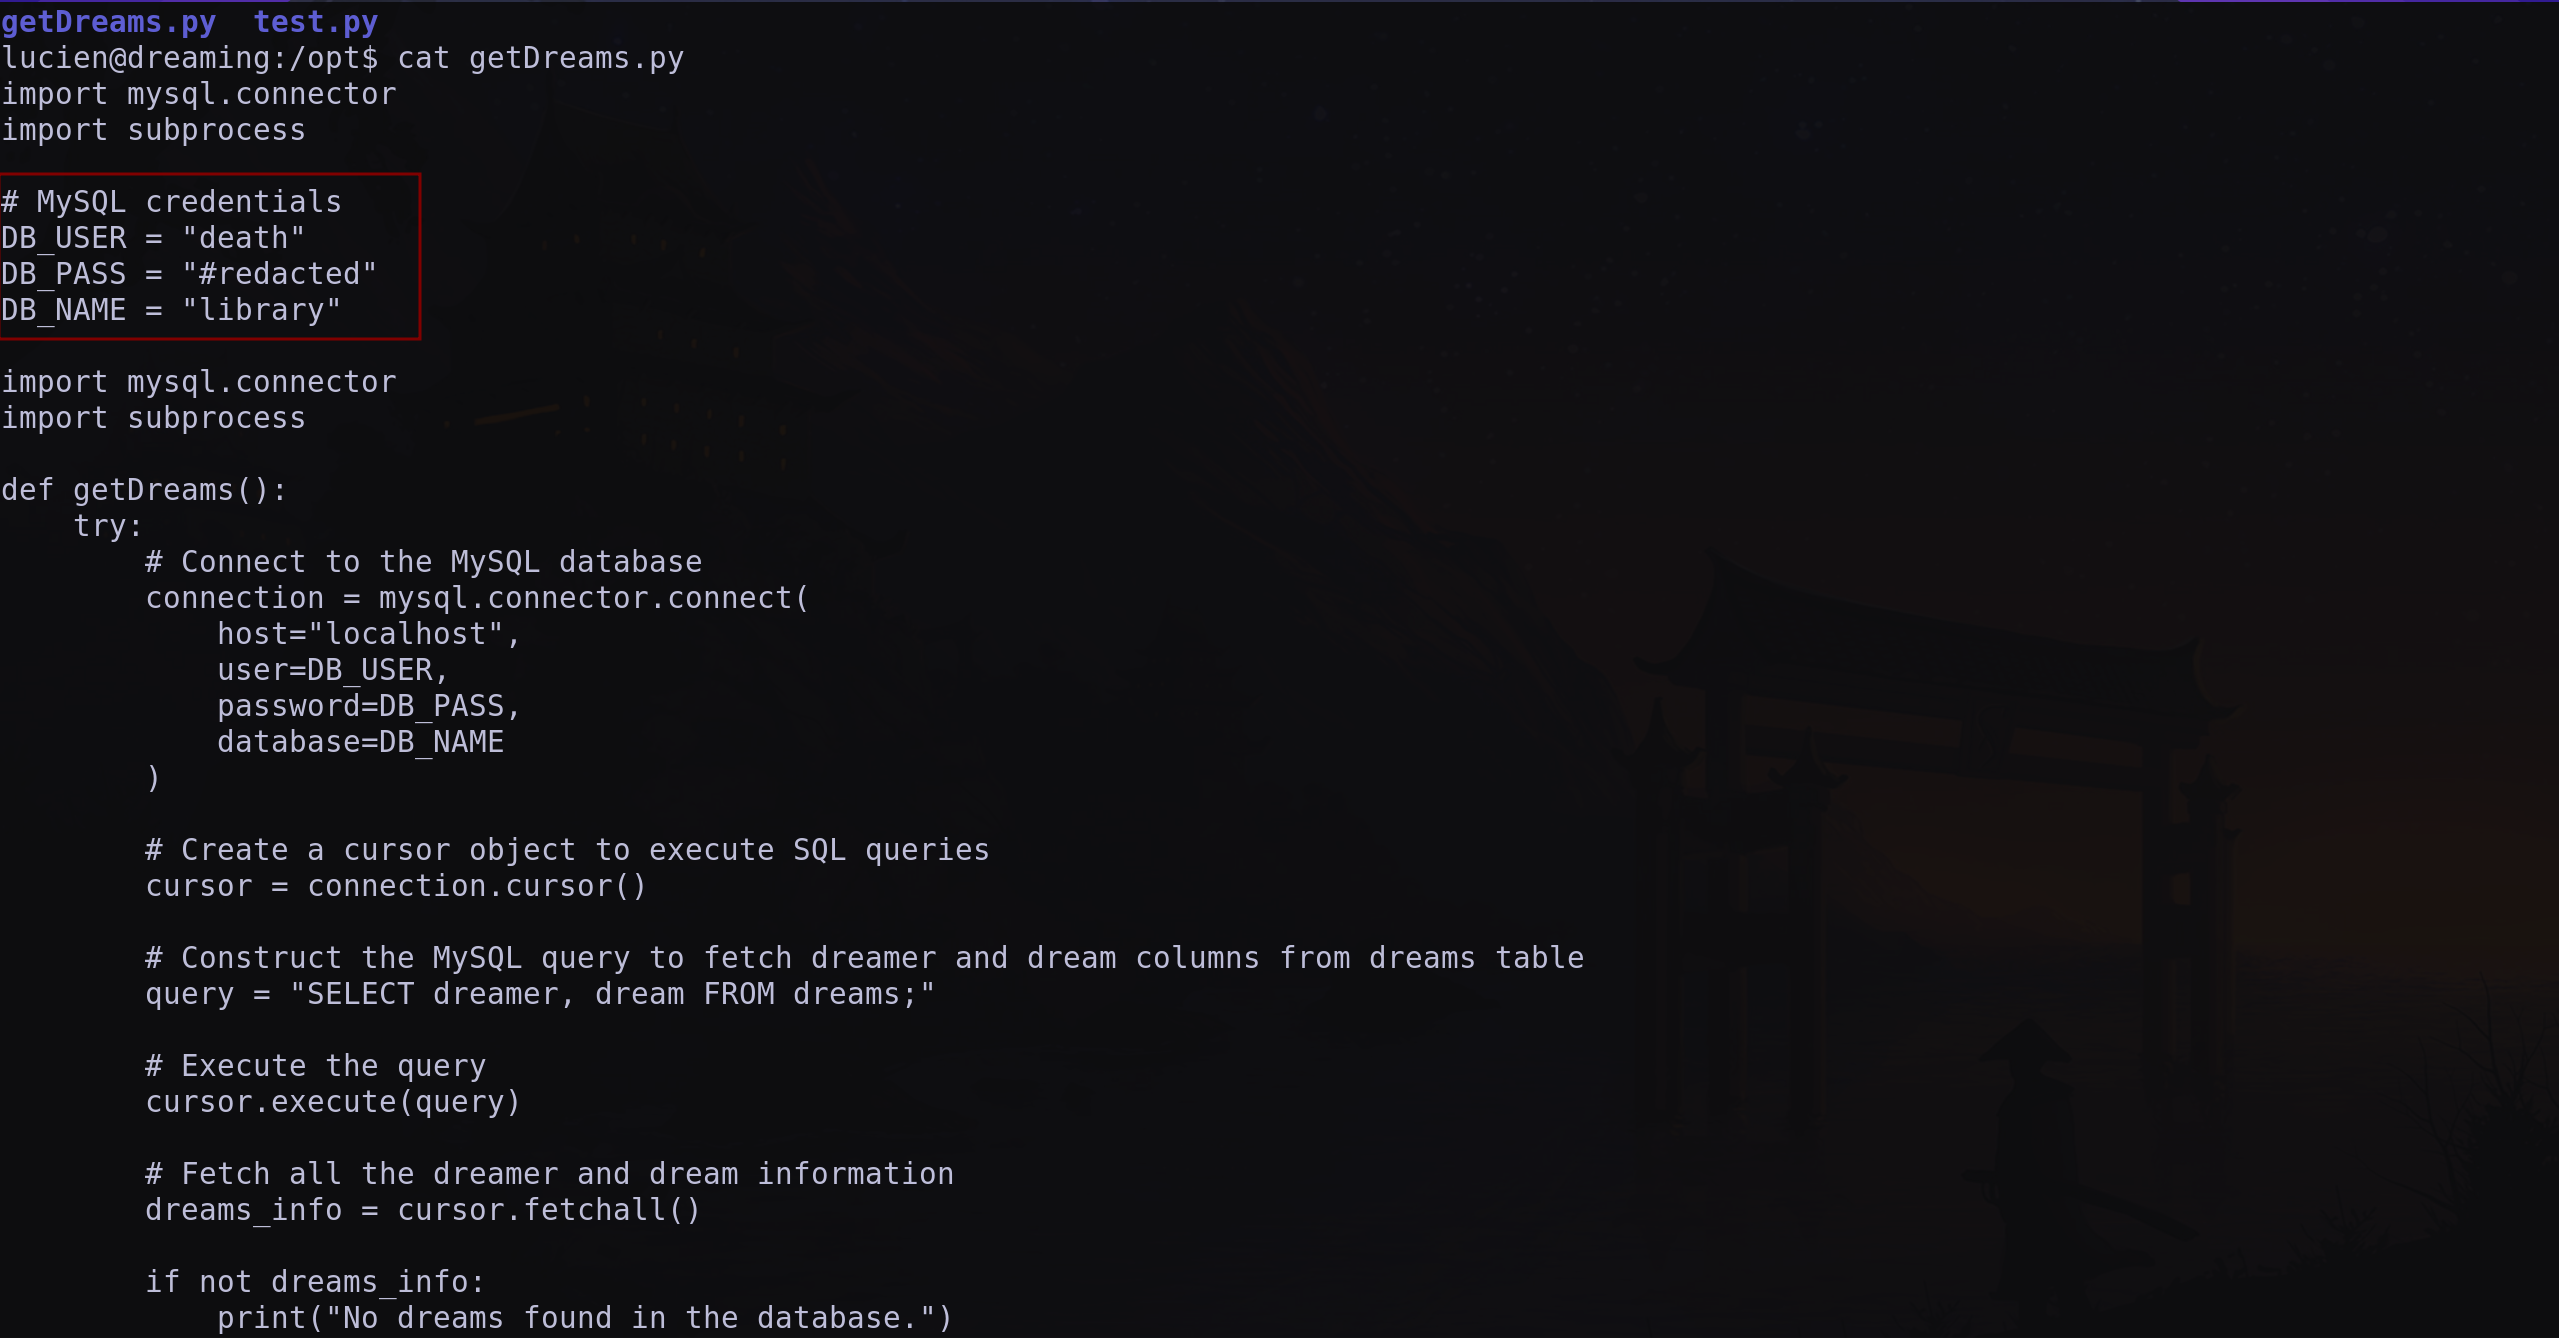 getDreams.py  test.py
lucien@dreaming:/opt$ cat getDreams.py
import mysql.connector
import subprocess

# MySQL credentials
DB_USER = "death"
DB_PASS = "#redacted"
DB_NAME = "library"

import mysql.connector
import subprocess

def getDreams():
    try:
        # Connect to the MySQL database
        connection = mysql.connector.connect(
            host="localhost",
            user=DB_USER,
            password=DB_PASS,
            database=DB_NAME
        )

        # Create a cursor object to execute SQL queries
        cursor = connection.cursor()

        # Construct the MySQL query to fetch dreamer and dream columns from dreams table
        query = "SELECT dreamer, dream FROM dreams;"

        # Execute the query
        cursor.execute(query)

        # Fetch all the dreamer and dream information
        dreams_info = cursor.fetchall()

        if not dreams_info:
            print("No dreams found in the database.")